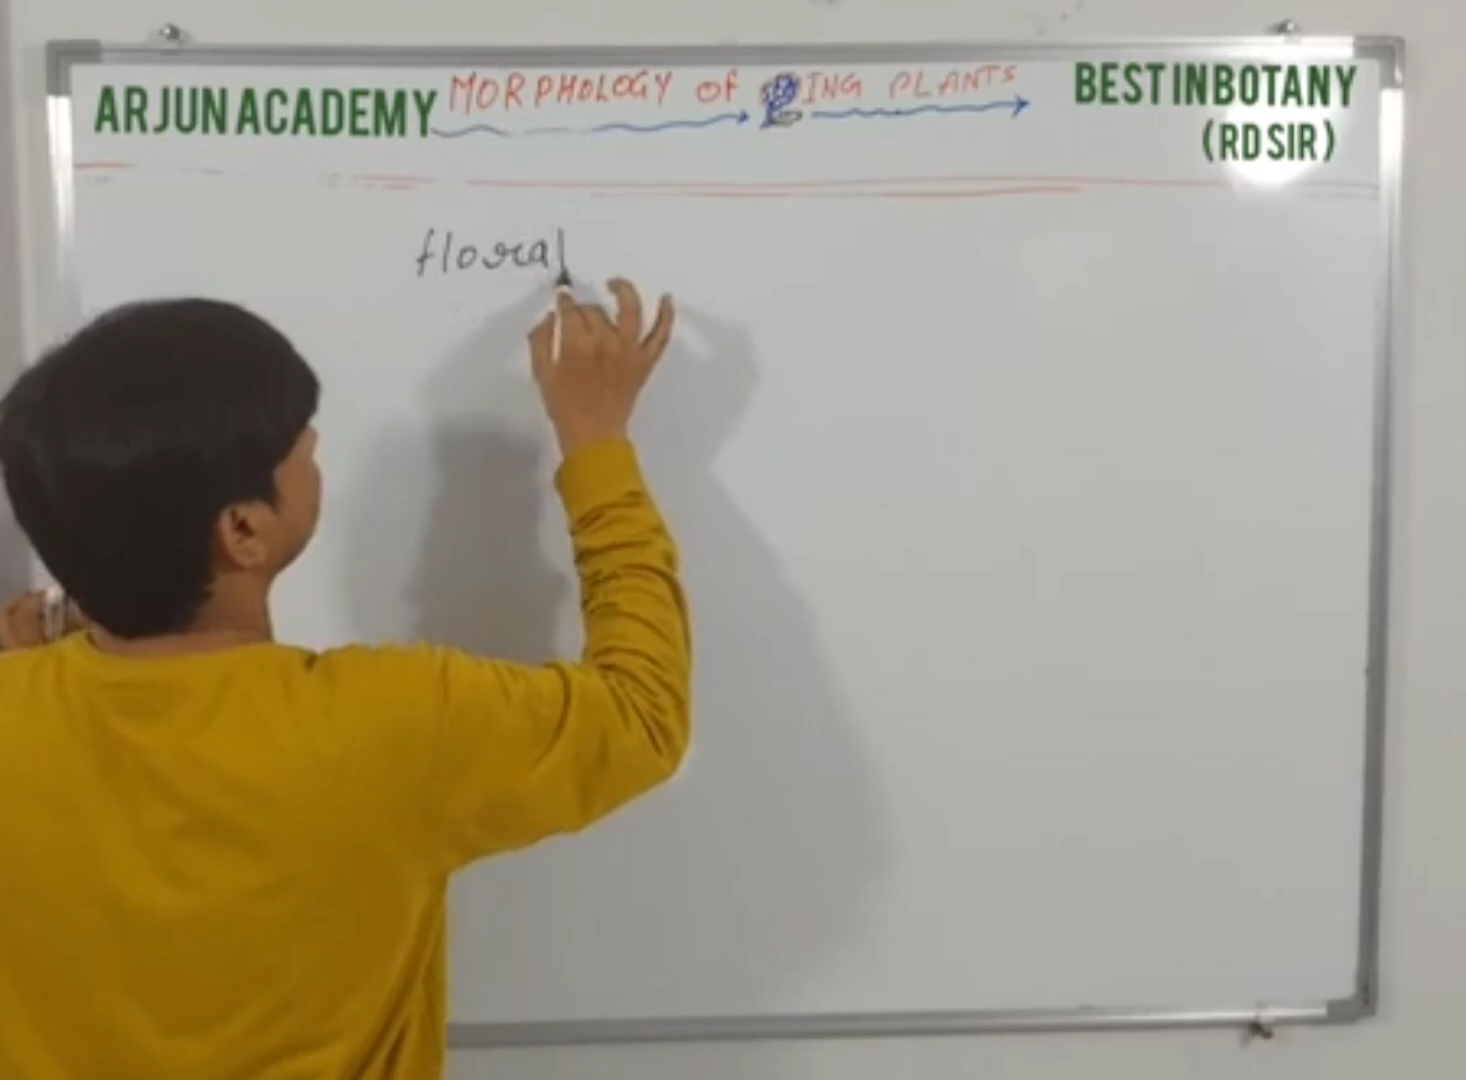 ARJUN ACADEMY MORPHOLOGY OF ING PLANTS BEST IN BOTANY
(RD SIR)
floral